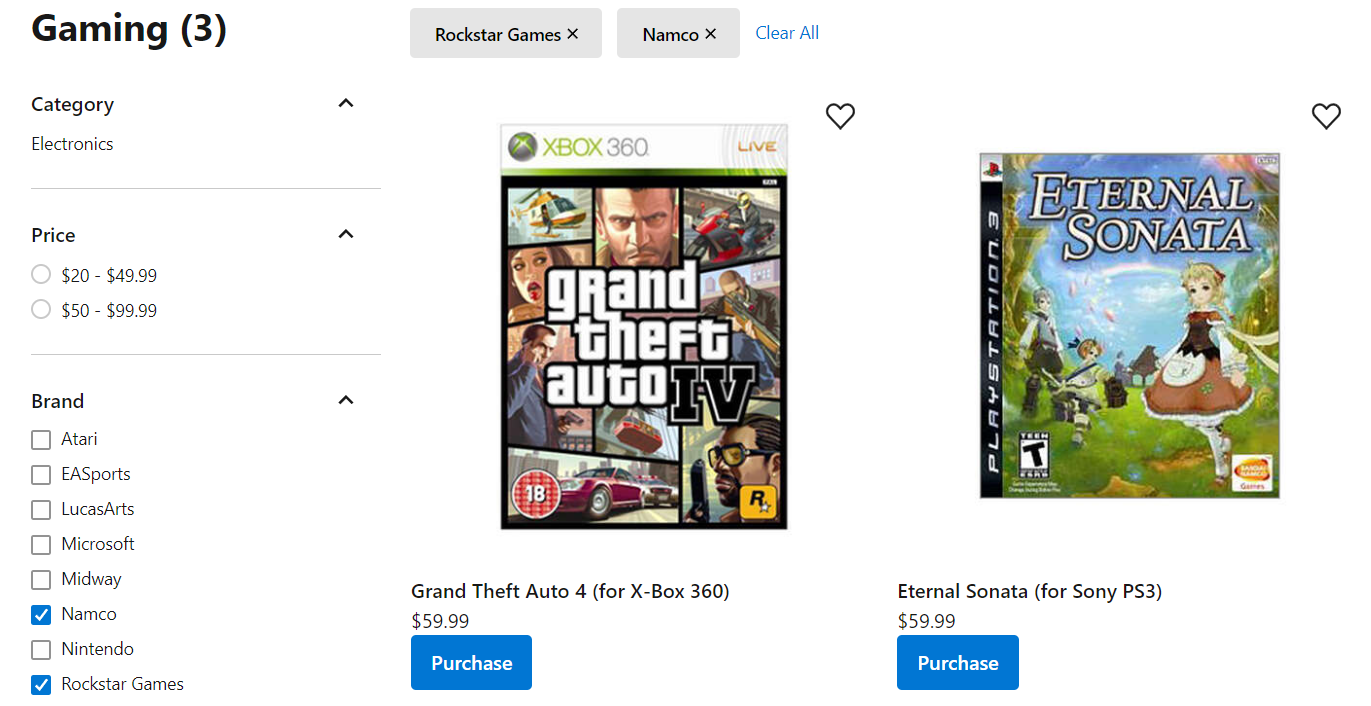 Gaming (3)
Rockstar Games ×
Namco ×
Clear All
Category
Electronics
Price
$20 - $49.99
$50 - $99.99
Brand
Atari
EASports
LucasArts
Microsoft
Midway
Namco
Nintendo
Rockstar Games
XBOX 360
LIVE
PAL
grand
theft
auto IV
18
R
Grand Theft Auto 4 (for X-Box 360)
$59.99
Purchase
PLAYSTATION 3
ETERNAL
SONATA
TEEN
T
ESRB
BANDAI
NAMCO
Games
Eternal Sonata (for Sony PS3)
$59.99
Purchase